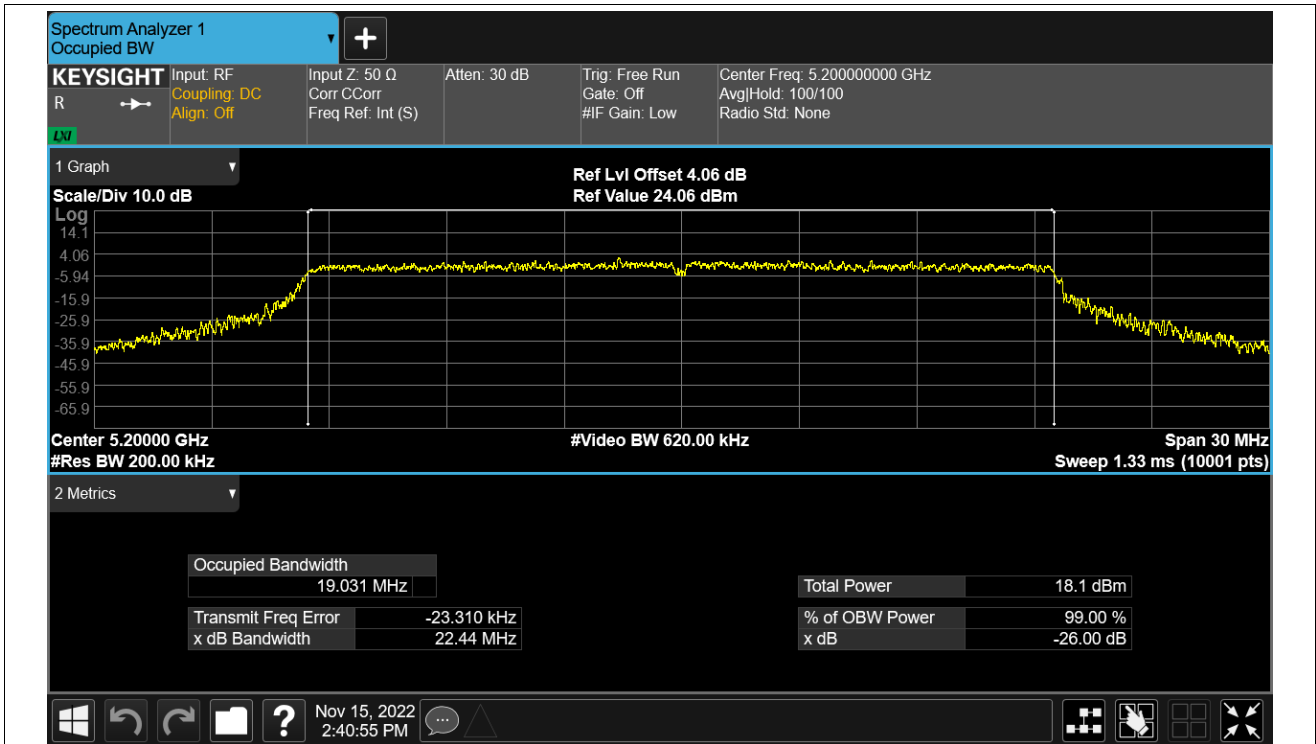 Spectrum Analyzer 1
Occupied BW
KEYSIGHT
R
LXI
Input: RF
Coupling: DC
Align: Off
Input Z: 50 Ω
Corr CCorr
Freq Ref: Int (S)
Atten: 30 dB
Trig: Free Run
Gate: Off
#IF Gain: Low
Center Freq: 5.200000000 GHz
Avg|Hold: 100/100
Radio Std: None
1 Graph
Scale/Div 10.0 dB
Ref Lvl Offset 4.06 dB
Ref Value 24.06 dBm
Log
14.1
4.06
-5.94
-15.9
-25.9
-35.9
-45.9
-55.9
-65.9
Center 5.20000 GHz
#Video BW 620.00 kHz
Span 30 MHz
#Res BW 200.00 kHz
Sweep 1.33 ms (10001 pts)
2 Metrics
Occupied Bandwidth
19.031 MHz
Total Power 18.1 dBm
Transmit Freq Error -23.310 kHz
% of OBW Power 99.00 %
x dB Bandwidth 22.44 MHz
x dB -26.00 dB
?
Nov 15, 2022
2:40:55 PM